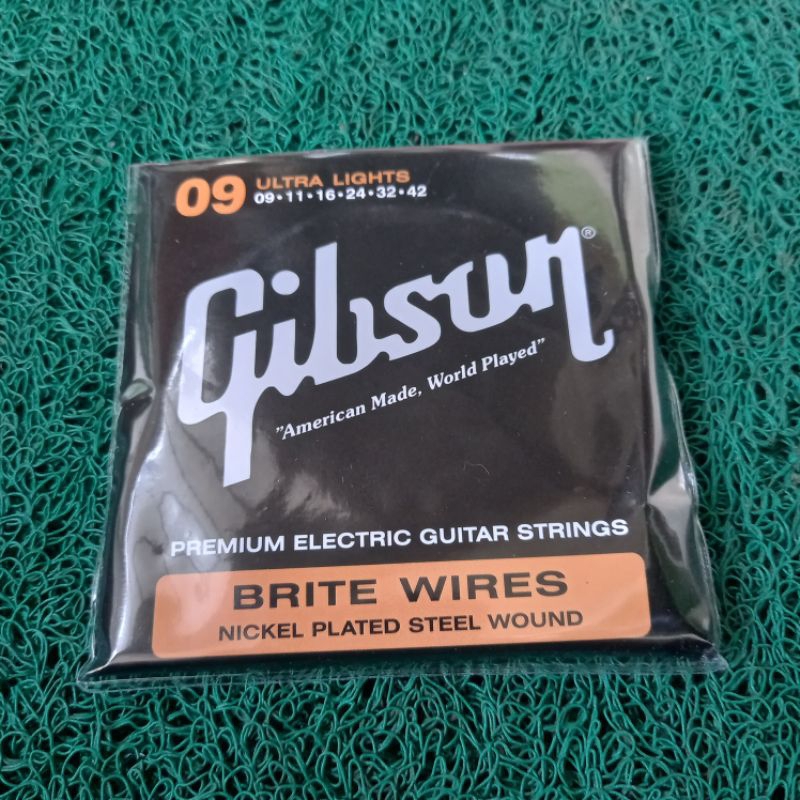 09 ULTRA LIGHTS
09•11•16•24•32•42
Gibson®
"American Made, World Played"
PREMIUM ELECTRIC GUITAR STRINGS
BRITE WIRES
NICKEL PLATED STEEL WOUND